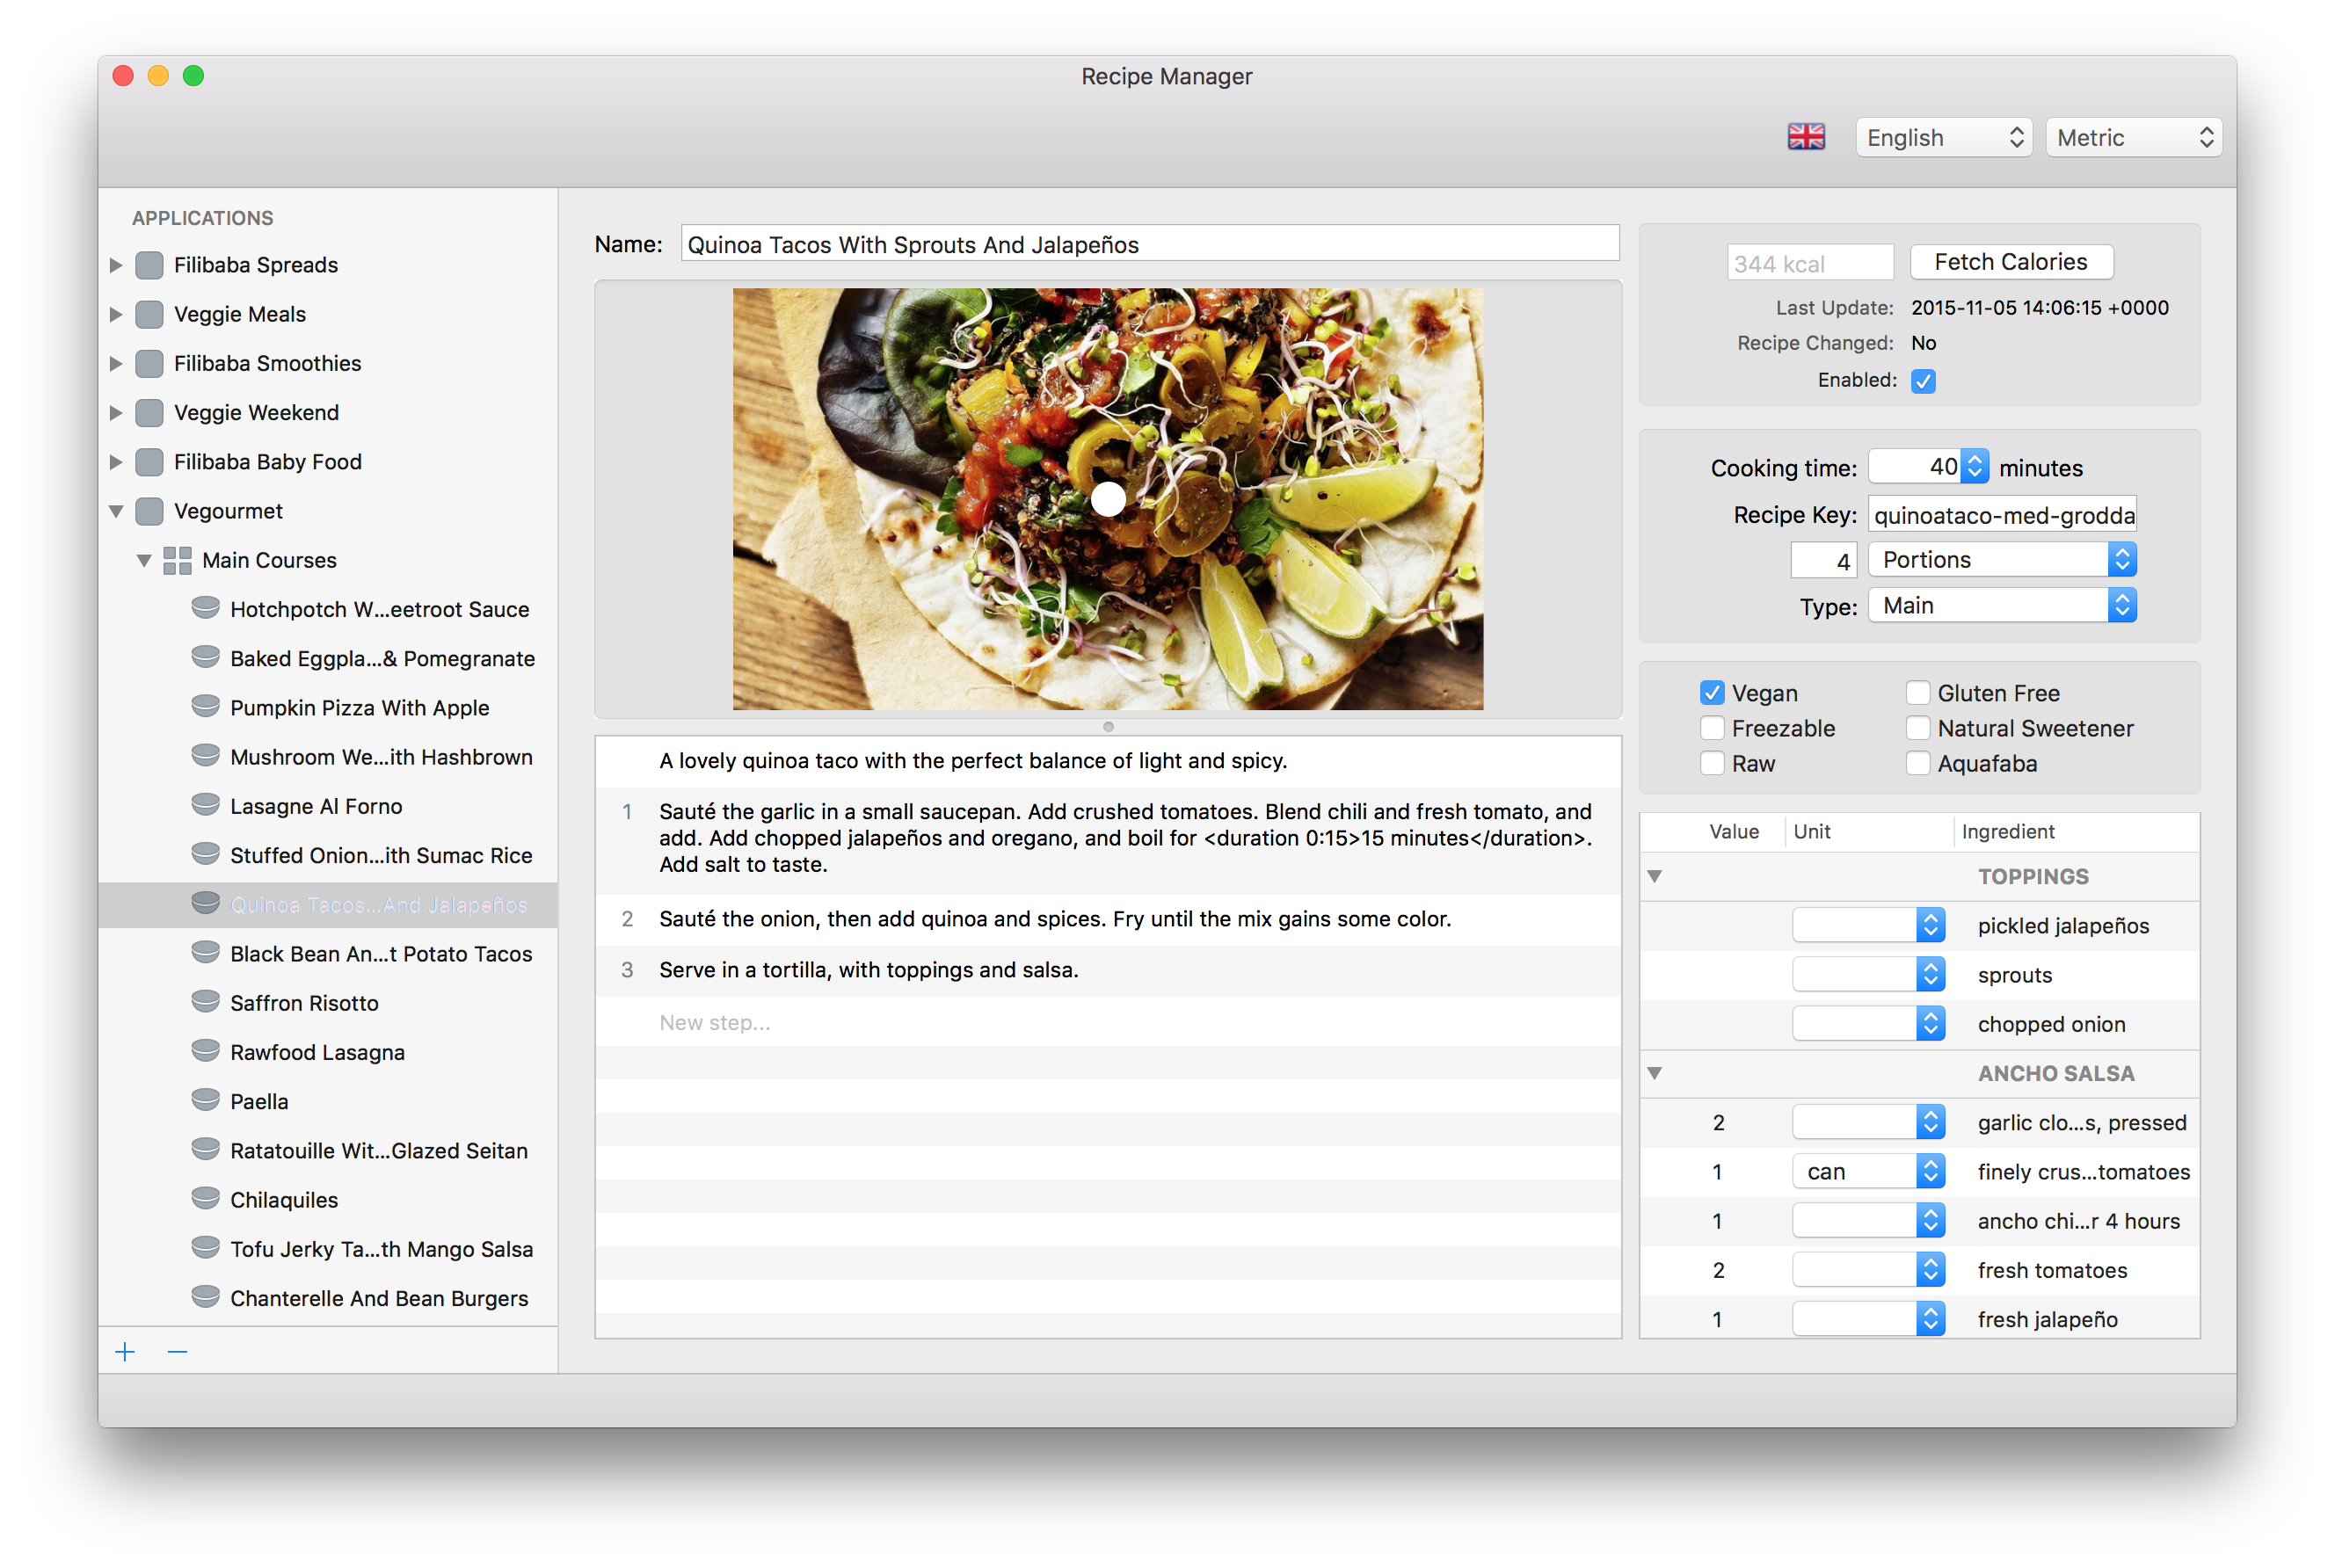 Recipe Manager
English
Metric
APPLICATIONS
Filibaba Spreads
Veggie Meals
Filibaba Smoothies
Veggie Weekend
Filibaba Baby Food
Vegourmet
Main Courses
Hotchpotch W...eetroot Sauce
Baked Eggpla...& Pomegranate
Pumpkin Pizza With Apple
Mushroom We...ith Hashbrown
Lasagne Al Forno
Stuffed Onion...ith Sumac Rice
Quinoa Tacos...And Jalapeños
Black Bean An...t Potato Tacos
Saffron Risotto
Rawfood Lasagna
Paella
Ratatouille Wit...Glazed Seitan
Chilaquiles
Tofu Jerky Ta...th Mango Salsa
Chanterelle And Bean Burgers
Name: Quinoa Tacos With Sprouts And Jalapeños
A lovely quinoa taco with the perfect balance of light and spicy.
1 Sauté the garlic in a small saucepan. Add crushed tomatoes. Blend chili and fresh tomato, and
add. Add chopped jalapeños and oregano, and boil for <duration 0:15>15 minutes</duration>.
Add salt to taste.
2 Sauté the onion, then add quinoa and spices. Fry until the mix gains some color.
3 Serve in a tortilla, with toppings and salsa.
New step...
344 kcal Fetch Calories
Last Update: 2015-11-05 14:06:15 +0000
Recipe Changed: No
Enabled:
Cooking time: 40 minutes
Recipe Key: quinoataco-med-grodda
4 Portions
Type: Main
Vegan Gluten Free
Freezable Natural Sweetener
Raw Aquafaba
Value Unit Ingredient
TOPPINGS
pickled jalapeños
sprouts
chopped onion
ANCHO SALSA
2 garlic clo...s, pressed
1 can finely crus...tomatoes
1 ancho chi...r 4 hours
2 fresh tomatoes
1 fresh jalapeño